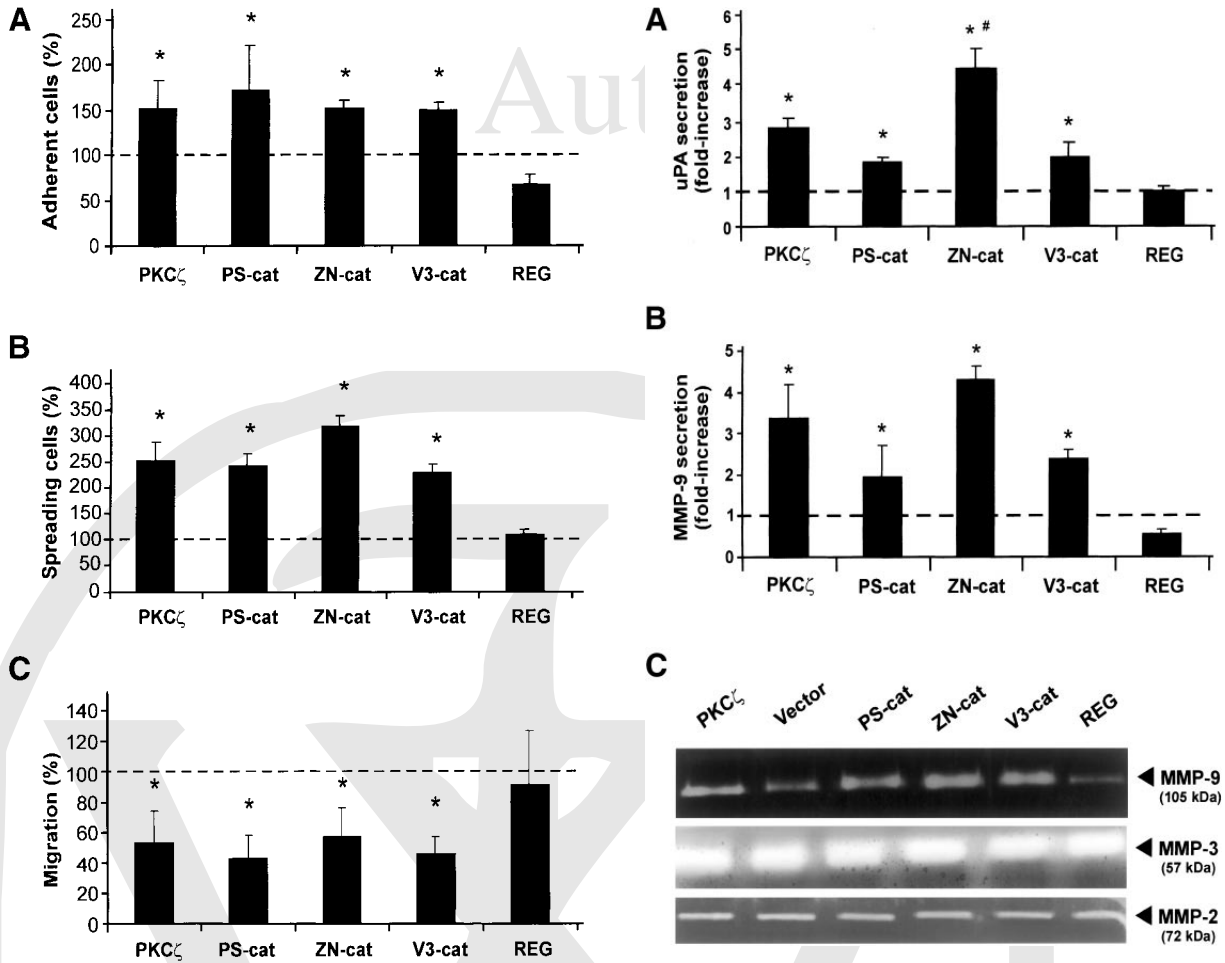 A
Adherent cells (%)
250
200
150
100
50
0
*
*
*
*
PKCζ PS-cat ZN-cat V3-cat REG
B
Spreading cells (%)
400
350
300
250
200
150
100
50
0
*
*
*
*
PKCζ PS-cat ZN-cat V3-cat REG
C
Migration (%)
140
120
100
80
60
40
20
0
*
*
*
*
PKCζ PS-cat ZN-cat V3-cat REG
Aut
A
uPA secretion
(fold-increase)
6
5
4
3
2
1
0
*
*
* #
*
PKCζ PS-cat ZN-cat V3-cat REG
B
MMP-9 secretion
(fold-increase)
5
4
3
2
1
0
*
*
*
*
PKCζ PS-cat ZN-cat V3-cat REG
C
PKCζ Vector PS-cat ZN-cat V3-cat REG
MMP-9
(105 kDa)
MMP-3
(57 kDa)
MMP-2
(72 kDa)